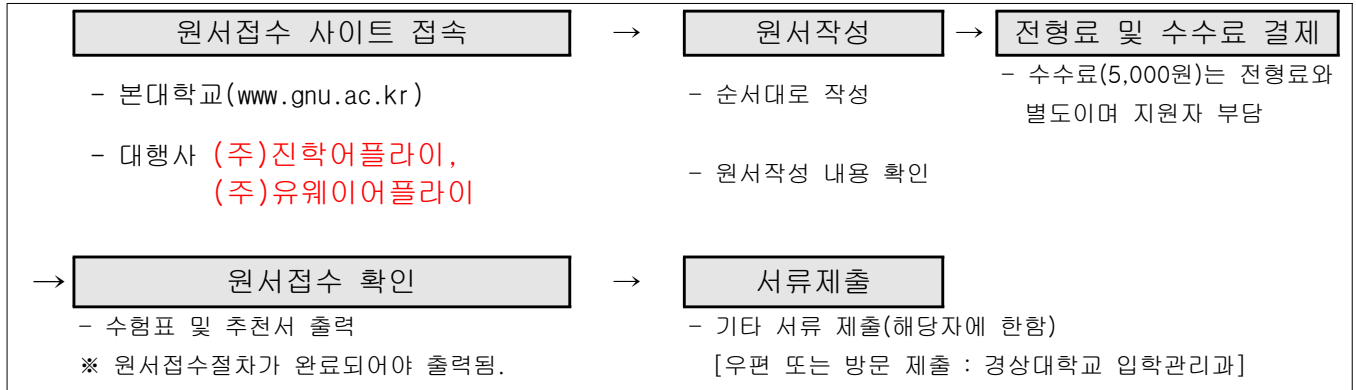 원서접수 사이트 접속 → 원서작성 → 전형료 및 수수료 결제
- 본대학교(www.gnu.ac.kr)
- 대행사 (주)진학어플라이,
(주)유웨이어플라이
- 순서대로 작성
- 원서작성 내용 확인
- 수수료(5,000원)는 전형료와
별도이며 지원자 부담
→ 원서접수 확인 → 서류제출
- 수험표 및 추천서 출력
※ 원서접수절차가 완료되어야 출력됨.
- 기타 서류 제출(해당자에 한함)
[우편 또는 방문 제출 : 경상대학교 입학관리과]